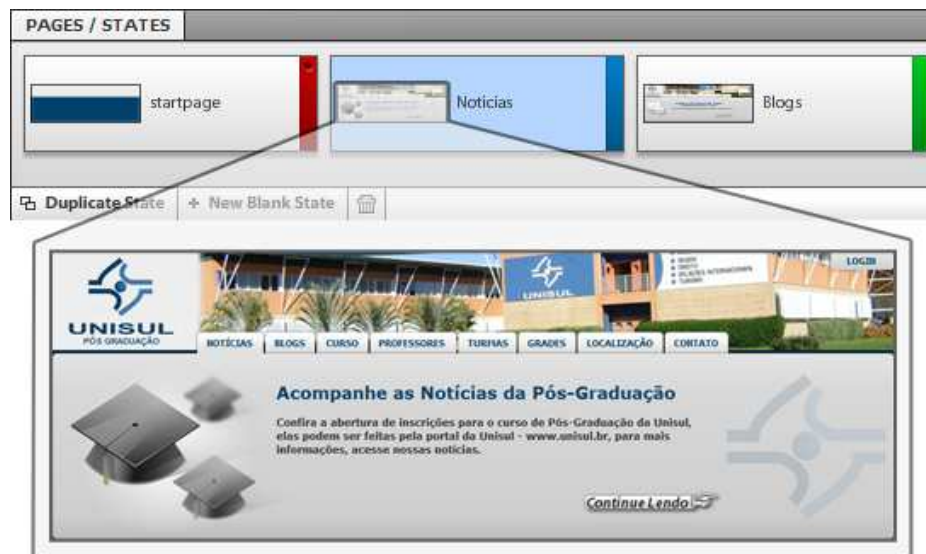 PAGES / STATES
startpage
Noticias
Blogs
Duplicate State
+ New Blank State
LOGIN
UNISUL
UNISUL
PÓS GRADUAÇÃO
NOTÍCIAS
BLOGS
CURSO
PROFESSORES
TURMAS
GRADES
LOCALIZAÇÃO
CONTATO
Acompanhe as Notícias da Pós-Graduação
Confira a abertura de inscrições para o curso de Pós-Graduação da Unisul,
elas podem ser feitas pela portal da Unisul - www.unisul.br, para mais
informações, acesse nossas notícias.
Continue Lendo